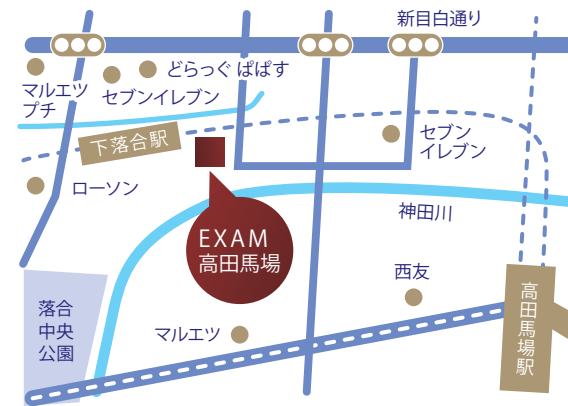 新目白通り
どらっぐ ぱぱす
マルエツ
プチ
セブンイレブン
下落合駅
セブン
イレブン
ローソン
神田川
EXAM
高田馬場
西友
高田馬場駅
落合
中央
公園
マルエツ